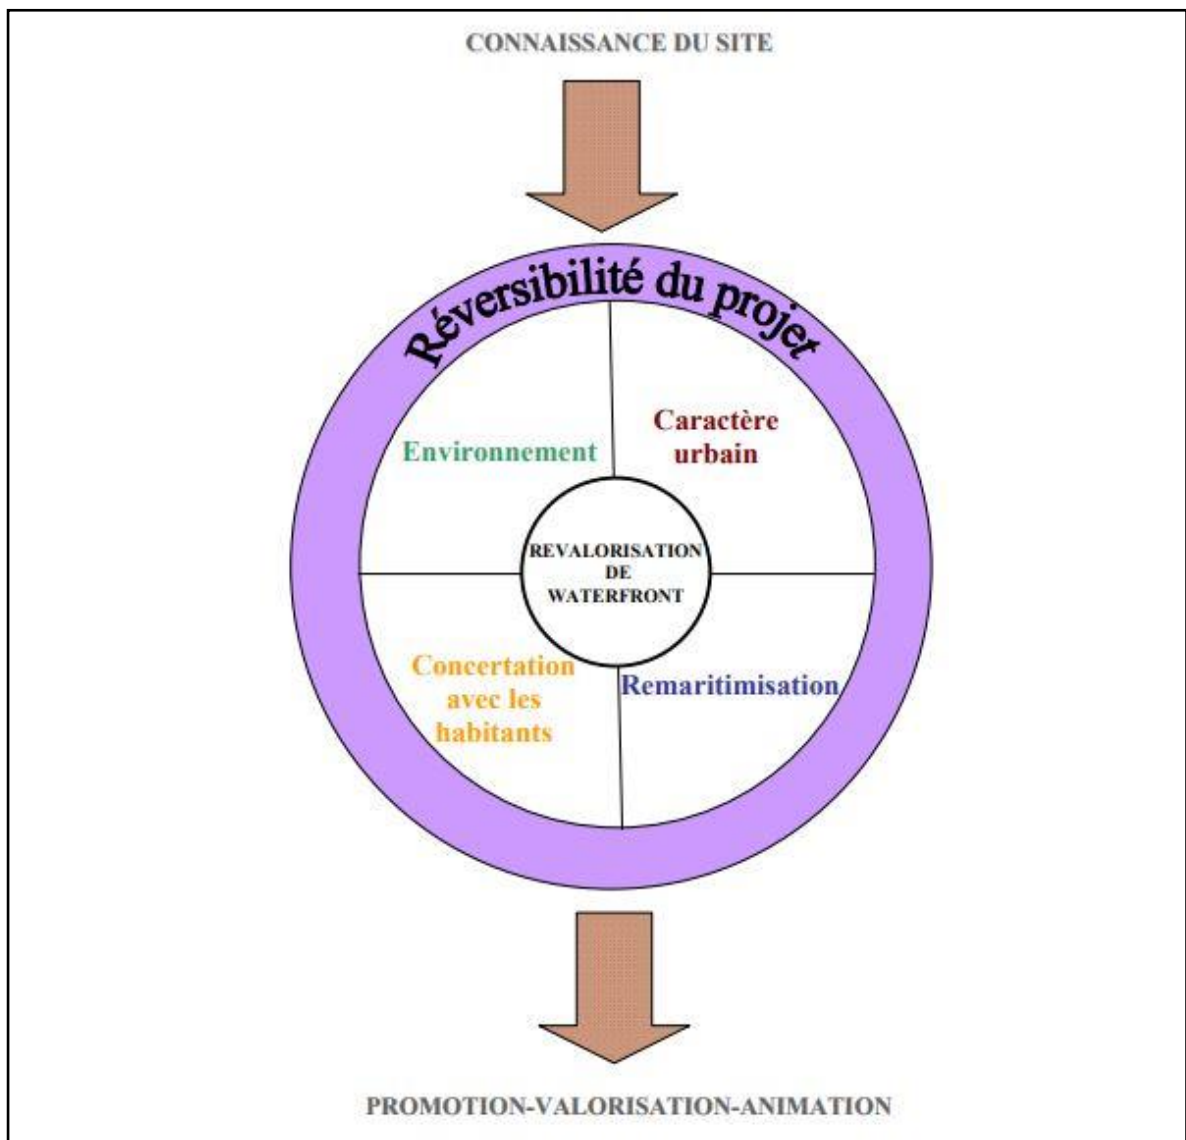 CONNAISSANCE DU SITE
Réversibilité du projet
Environnement
Caractère
urbain
REVALORISATION
DE
WATERFRONT
Concertation
avec les
habitants
Remaritimisation
PROMOTION-VALORISATION-ANIMATION